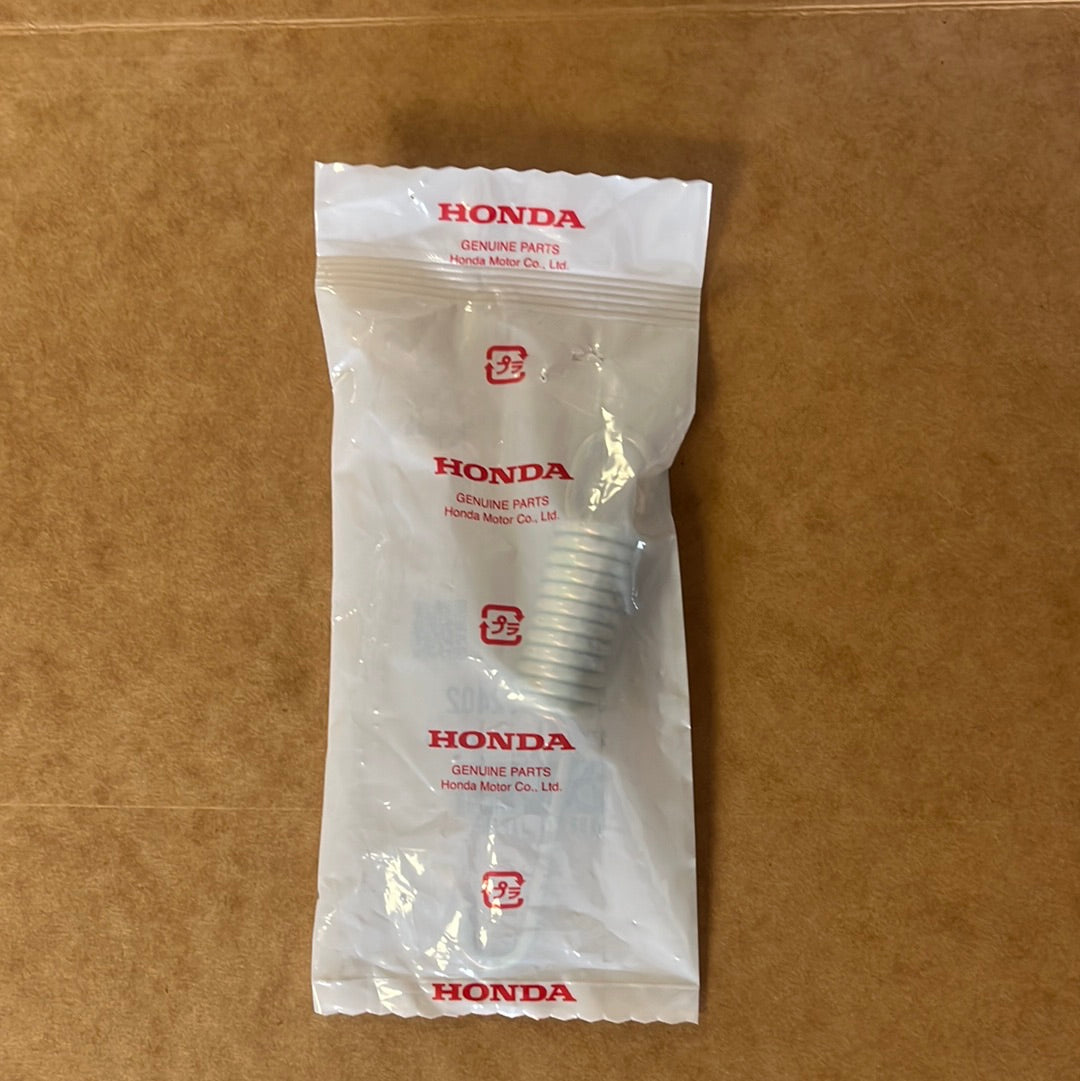 HONDA
GENUINE PARTS
Honda Motor Co., Ltd.
プラ
HONDA
GENUINE PARTS
Honda Motor Co., Ltd.
プラ
HONDA
GENUINE PARTS
Honda Motor Co., Ltd.
プラ
HONDA